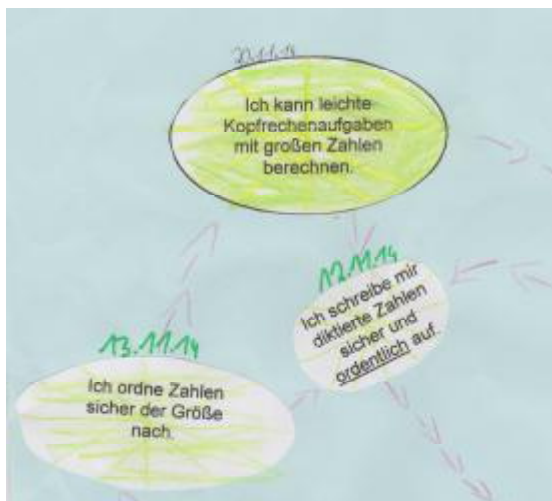 Ich kann leichte
Kopfrechenaufgaben
mit großen Zahlen
berechnen.
12.11.14
Ich schreibe mir
diktierte Zahlen
sicher und
ordentlich auf.
13.11.14
Ich ordne Zahlen
sicher der Größe
nach.